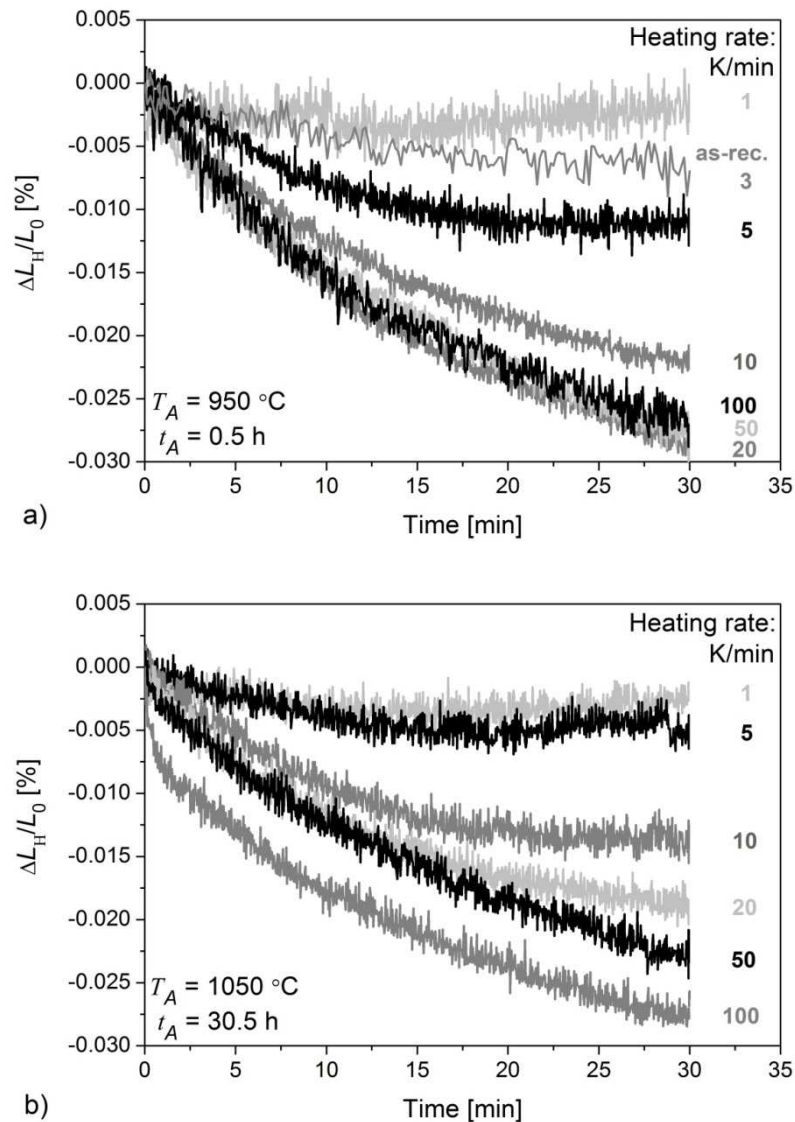 Heating rate:
K/min
0.005
0.000
-0.005
-0.010
-0.015
-0.020
-0.025
-0.030
ΔL_H/L_0 [%]
1
as-rec.
3
5
10
100
50
20
T_A = 950 °C
t_A = 0.5 h
0 5 10 15 20 25 30 35
Time [min]
a)
Heating rate:
K/min
0.005
0.000
-0.005
-0.010
-0.015
-0.020
-0.025
-0.030
ΔL_H/L_0 [%]
1
5
10
20
50
100
T_A = 1050 °C
t_A = 30.5 h
0 5 10 15 20 25 30 35
Time [min]
b)